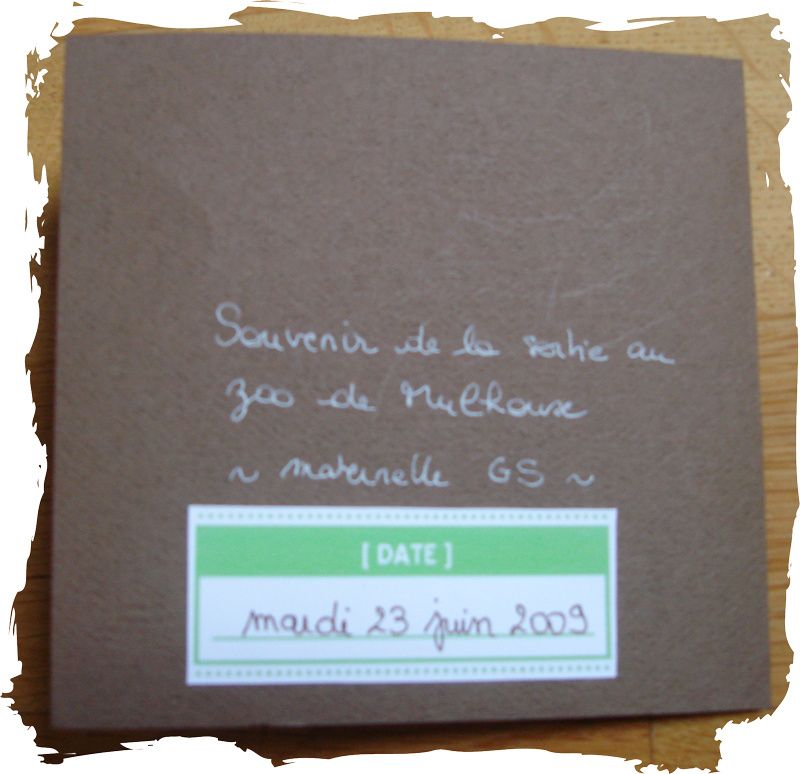 Souvenir de la sortie au
zoo de Mulhouse
~ maternelle GS ~
[ DATE ]
mardi 23 juin 2009